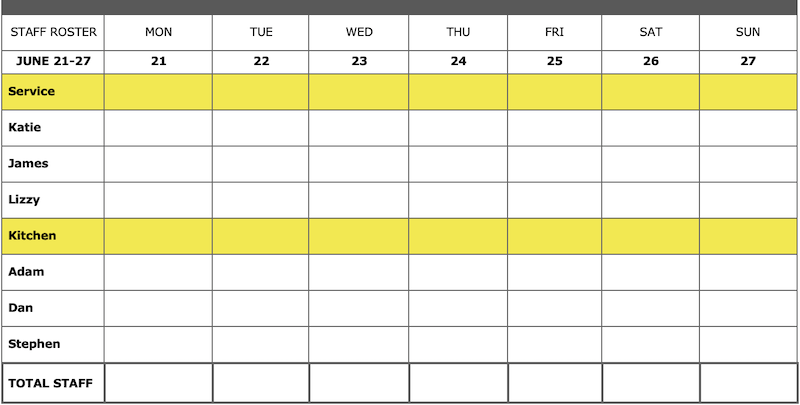 STAFF ROSTER MON TUE WED THU FRI SAT SUN
JUNE 21-27 21 22 23 24 25 26 27
Service
Katie
James
Lizzy
Kitchen
Adam
Dan
Stephen
TOTAL STAFF